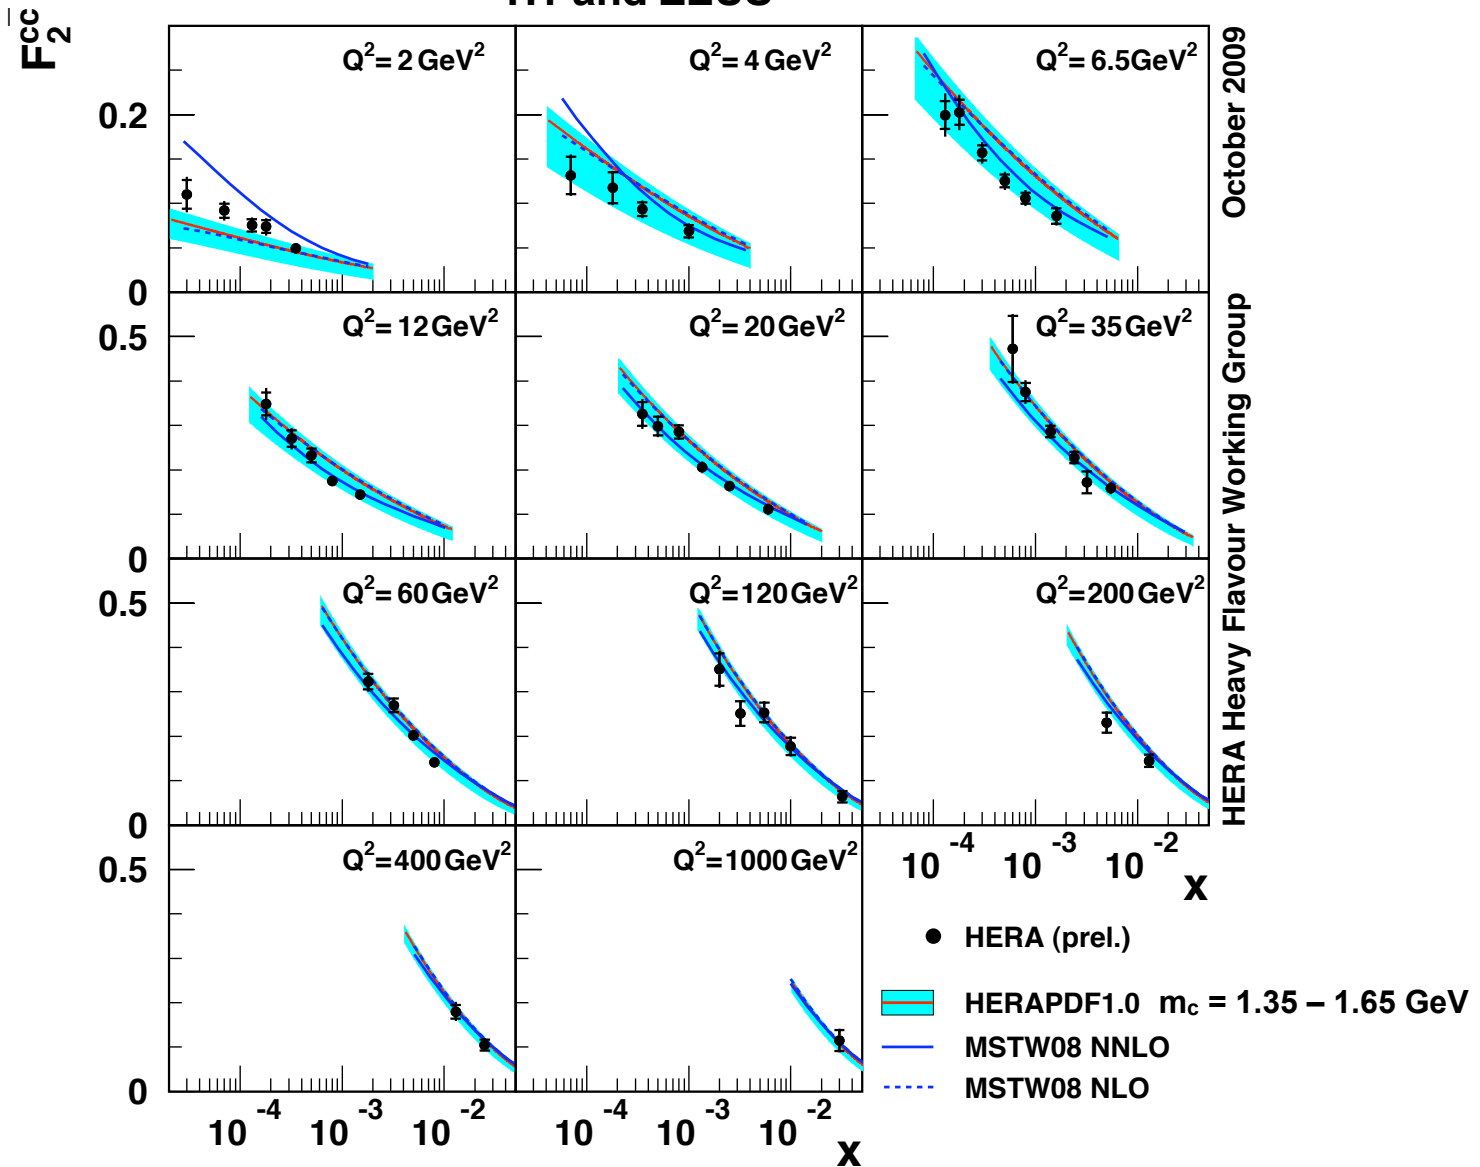 H1 and ZEUS
F₂^cc̄
Q²= 2 GeV²
Q²= 4 GeV²
Q²= 6.5GeV²
0.2
0
Q²= 12 GeV²
Q²= 20 GeV²
Q²= 35 GeV²
0.5
0
Q²= 60 GeV²
Q²=120 GeV²
Q²=200 GeV²
0.5
0
Q²=400 GeV²
Q²=1000 GeV²
0.5
0
10⁻⁴ 10⁻³ 10⁻²
x
10⁻⁴ 10⁻³ 10⁻² 10⁻⁴ 10⁻³ 10⁻²
x
HERA (prel.)
HERAPDF1.0 m_c = 1.35 – 1.65 GeV
MSTW08 NNLO
MSTW08 NLO
HERA Heavy Flavour Working Group
October 2009